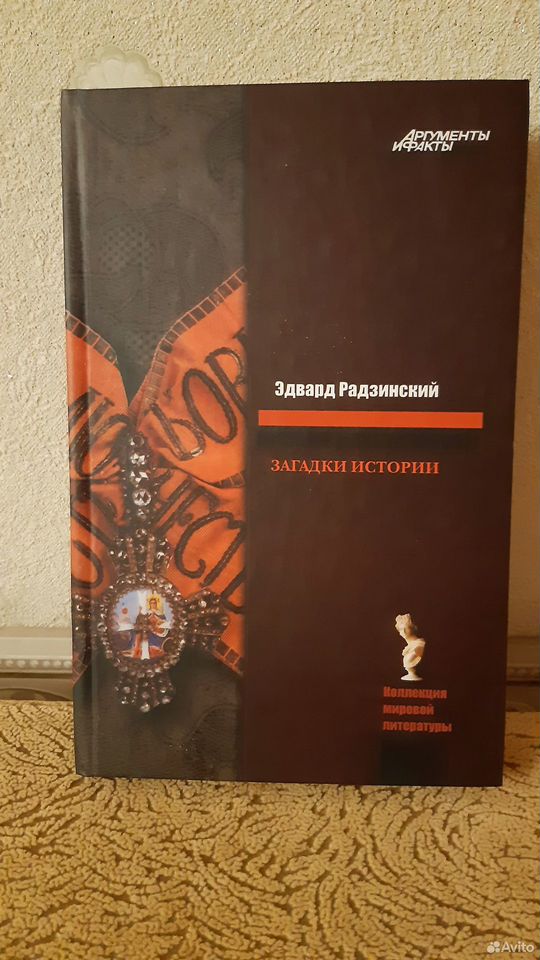 АРГУМЕНТЫ
И ФАКТЫ
Эдвард Радзинский
ЗАГАДКИ ИСТОРИИ
Коллекция
мировой
литературы
Avito